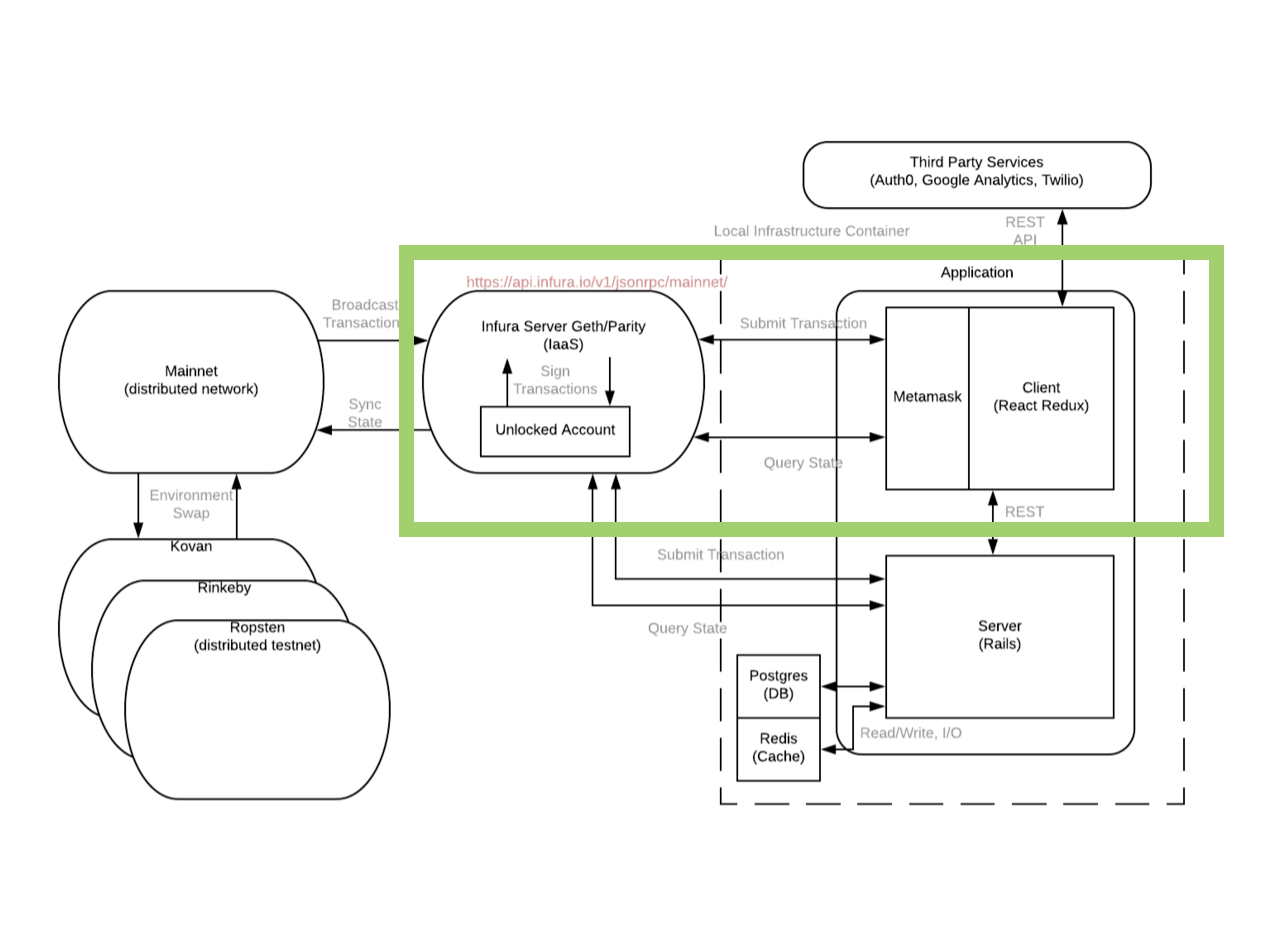 Third Party Services
(Auth0, Google Analytics, Twilio)
Local Infrastructure Container
REST
API
Application
https://api.infura.io/v1/jsonrpc/mainnet/
Broadcast
Transaction
Infura Server Geth/Parity
(IaaS)
Submit Transaction
Mainnet
(distributed network)
Sign
Transactions
Metamask
Client
(React Redux)
Sync
State
Unlocked Account
Query State
Environment
Swap
REST
Kovan
Submit Transaction
Rinkeby
Ropsten
(distributed testnet)
Query State
Server
(Rails)
Postgres
(DB)
Redis
(Cache)
Read/Write, I/O